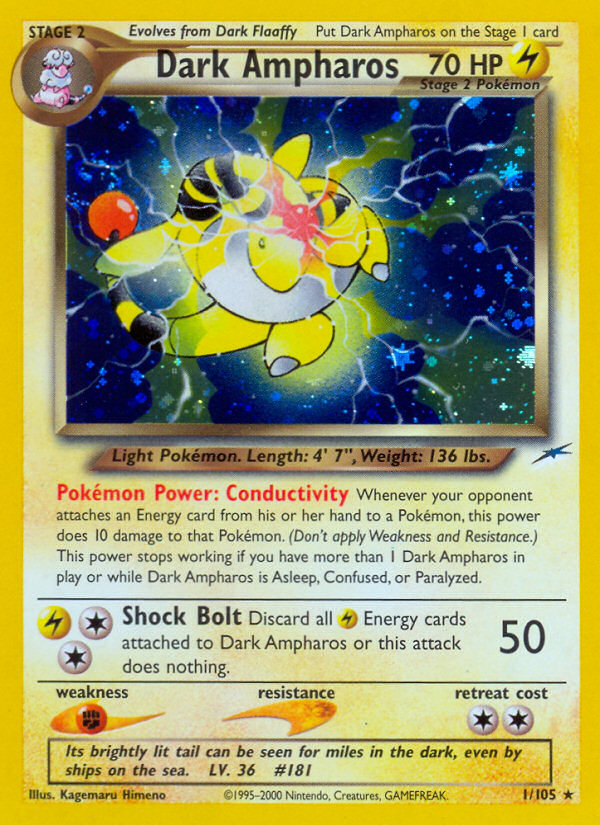 STAGE 2 Evolves from Dark Flaaffy Put Dark Ampharos on the Stage 1 card
Dark Ampharos 70 HP
Stage 2 Pokémon
Light Pokémon. Length: 4' 7", Weight: 136 lbs.
Pokémon Power: Conductivity Whenever your opponent
attaches an Energy card from his or her hand to a Pokémon, this power
does 10 damage to that Pokémon. (Don't apply Weakness and Resistance.)
This power stops working if you have more than 1 Dark Ampharos in
play or while Dark Ampharos is Asleep, Confused, or Paralyzed.
Shock Bolt Discard all Energy cards
attached to Dark Ampharos or this attack
does nothing.
50
weakness resistance retreat cost
Its brightly lit tail can be seen for miles in the dark, even by
ships on the sea. LV. 36 #181
Illus. Kagemaru Himeno ©1995-2000 Nintendo, Creatures, GAMEFREAK. 1/105 ★